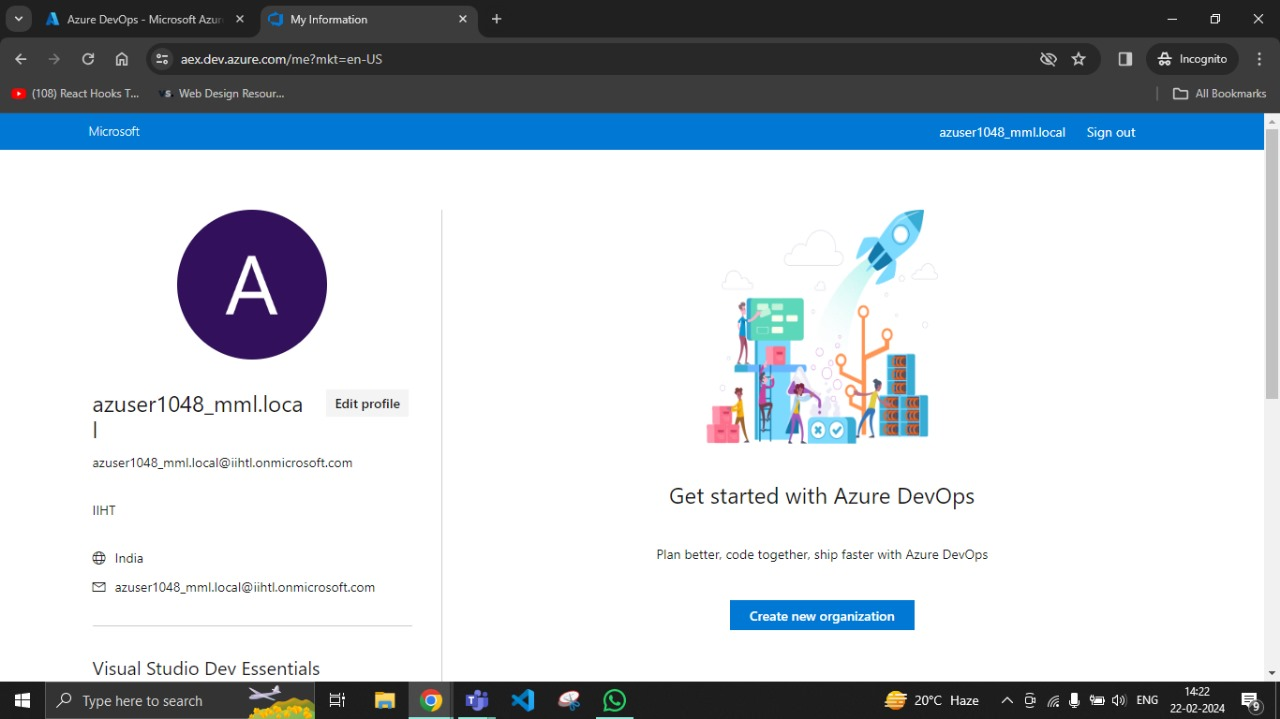 Azure DevOps - Microsoft Azur
My Information
aex.dev.azure.com/me?mkt=en-US
Incognito
(108) React Hooks T...
Web Design Resour...
All Bookmarks
Microsoft
azuser1048_mml.local
Sign out
A
azuser1048_mml.loca
l
Edit profile
azuser1048_mml.local@iihtl.onmicrosoft.com
IIHT
India
azuser1048_mml.local@iihtl.onmicrosoft.com
Visual Studio Dev Essentials
Get started with Azure DevOps
Plan better, code together, ship faster with Azure DevOps
Create new organization
Type here to search
20°C Haze
ENG
14:22
22-02-2024
9